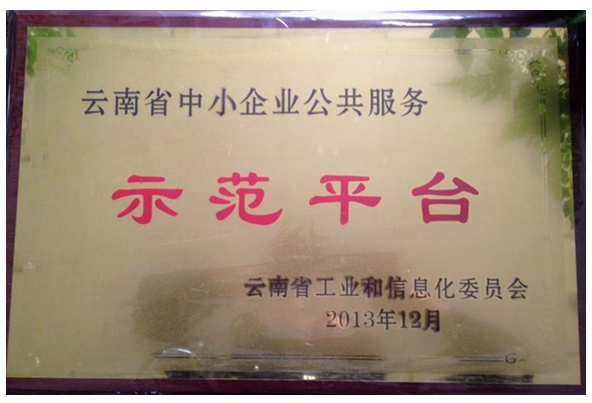 云南省中小企业公共服务
示范平台
云南省工业和信息化委员会
2013年12月